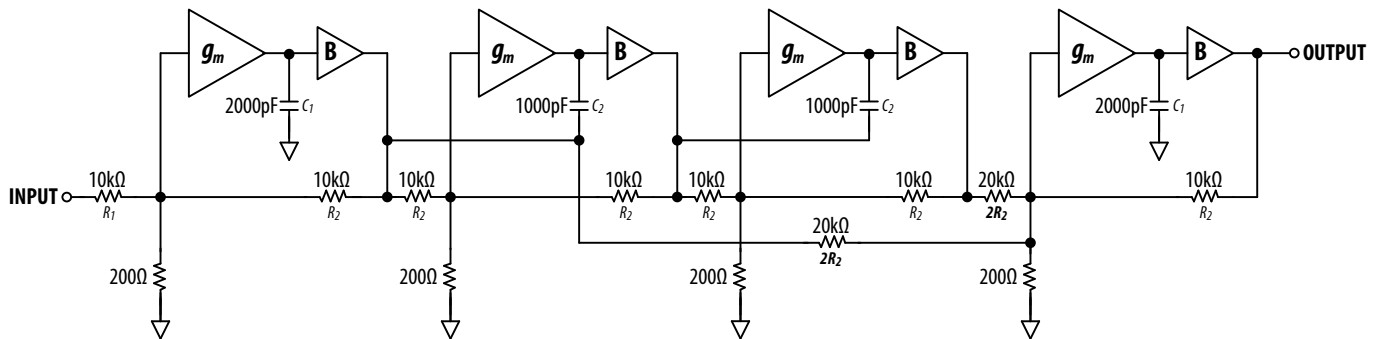 gm B gm B gm B gm B OUTPUT
2000pF C1 1000pF C2 1000pF C2 2000pF C1
INPUT 10kΩ 10kΩ 10kΩ 10kΩ 10kΩ 10kΩ 20kΩ 10kΩ
R1 R2 R2 R2 R2 R2 2R2 R2
20kΩ
2R2
200Ω 200Ω 200Ω 200Ω